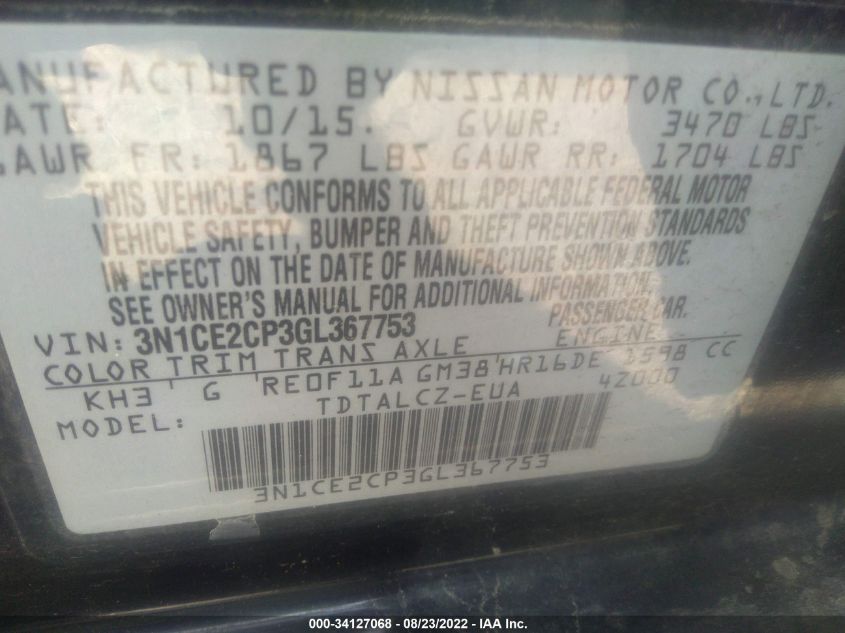 MANUFACTURED BY NISSAN MOTOR CO.,LTD.
DATE: 10/15. GVWR: 3470 LBS
GAWR FR: 1867 LBS GAWR RR: 1704 LBS
THIS VEHICLE CONFORMS TO ALL APPLICABLE FEDERAL MOTOR
VEHICLE SAFETY, BUMPER AND THEFT PREVENTION STANDARDS
IN EFFECT ON THE DATE OF MANUFACTURE SHOWN ABOVE.
SEE OWNER'S MANUAL FOR ADDITIONAL INFORMATION.
PASSENGER CAR.
VIN: 3N1CE2CP3GL367753
COLOR TRIM TRANS AXLE ENGINE
KH3 G RE0F11A GM38 HR16DE 1598 CC
MODEL: TDTALCZ-EUA 4Z000
3N1CE2CP3GL367753
000-34127068 - 08/23/2022 - IAA Inc.